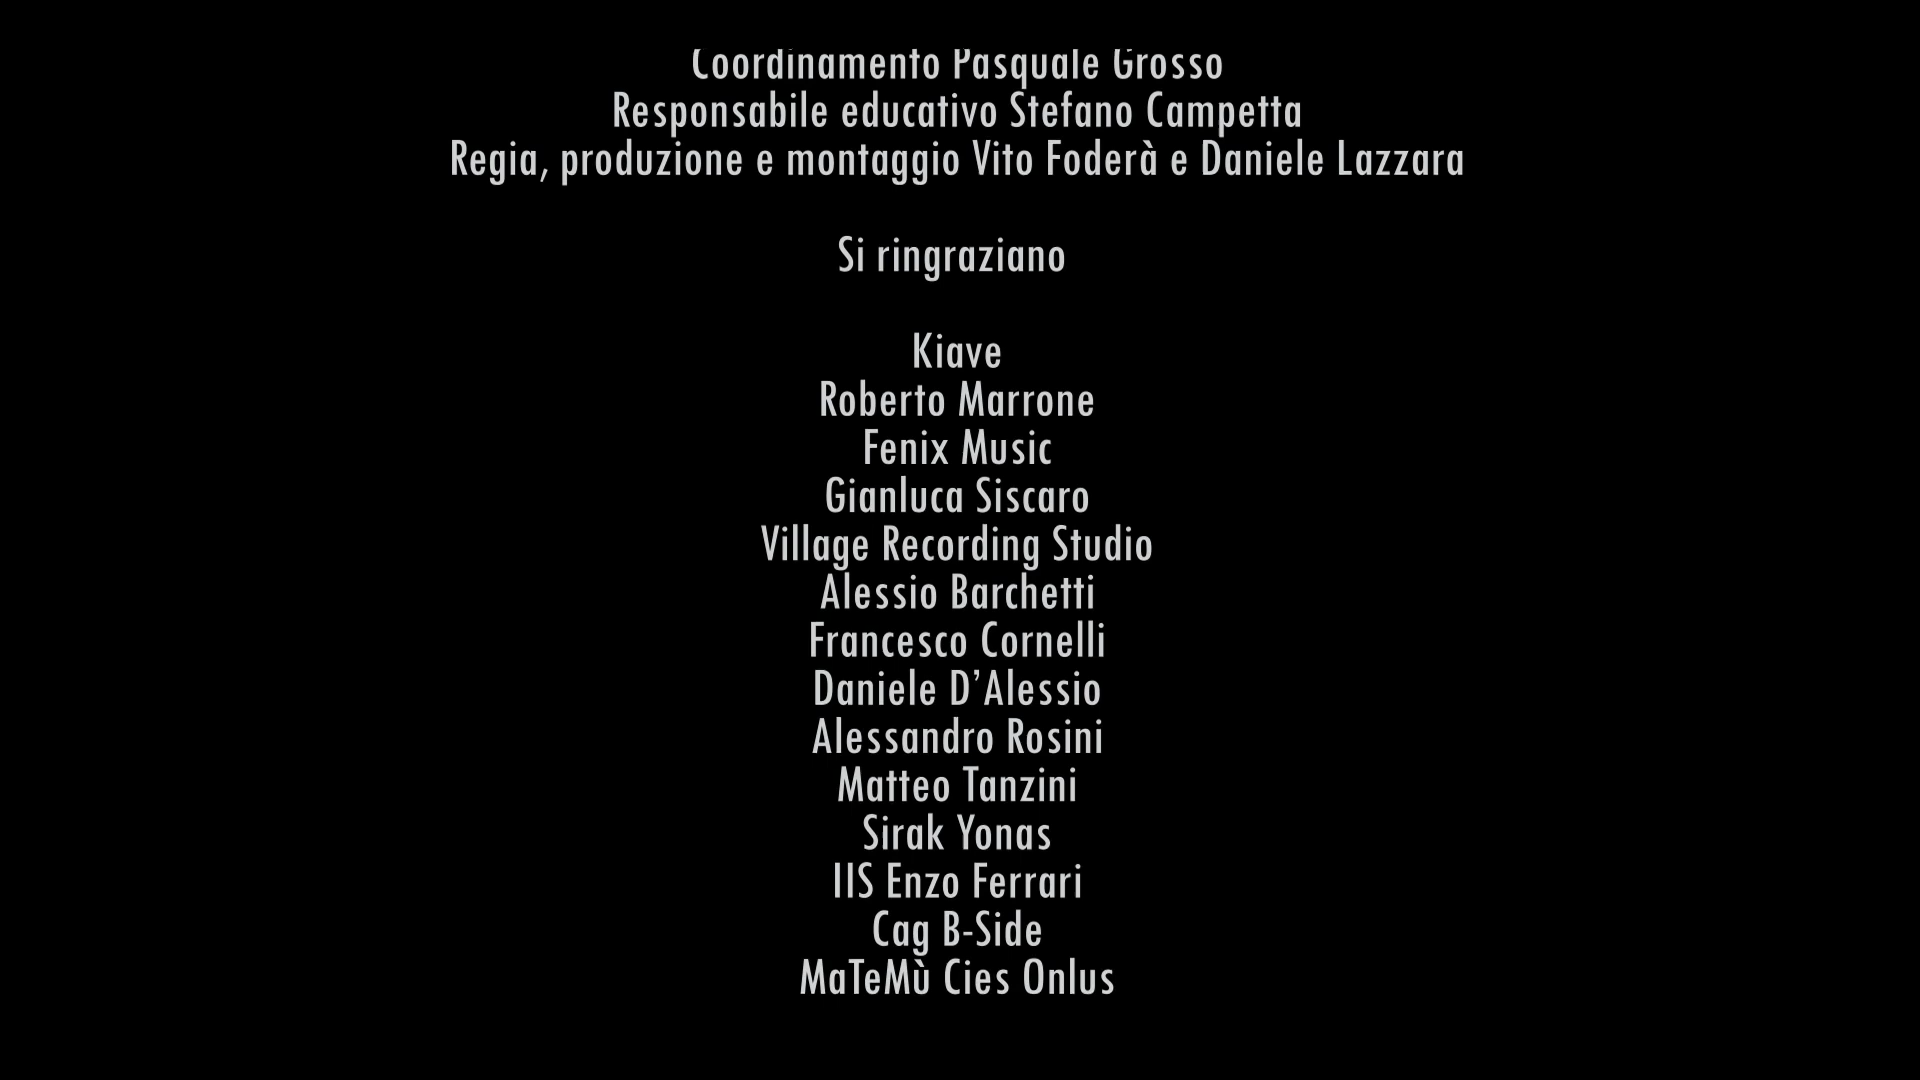 Coordinamento Pasquale Grosso
Responsabile educativo Stefano Campetta
Regia, produzione e montaggio Vito Foderà e Daniele Lazzara
Si ringraziano
Kiave
Roberto Marrone
Fenix Music
Gianluca Siscaro
Village Recording Studio
Alessio Barchetti
Francesco Cornelli
Daniele D’Alessio
Alessandro Rosini
Matteo Tanzini
Sirak Yonas
IIS Enzo Ferrari
Cag B-Side
MaTeMù Cies Onlus